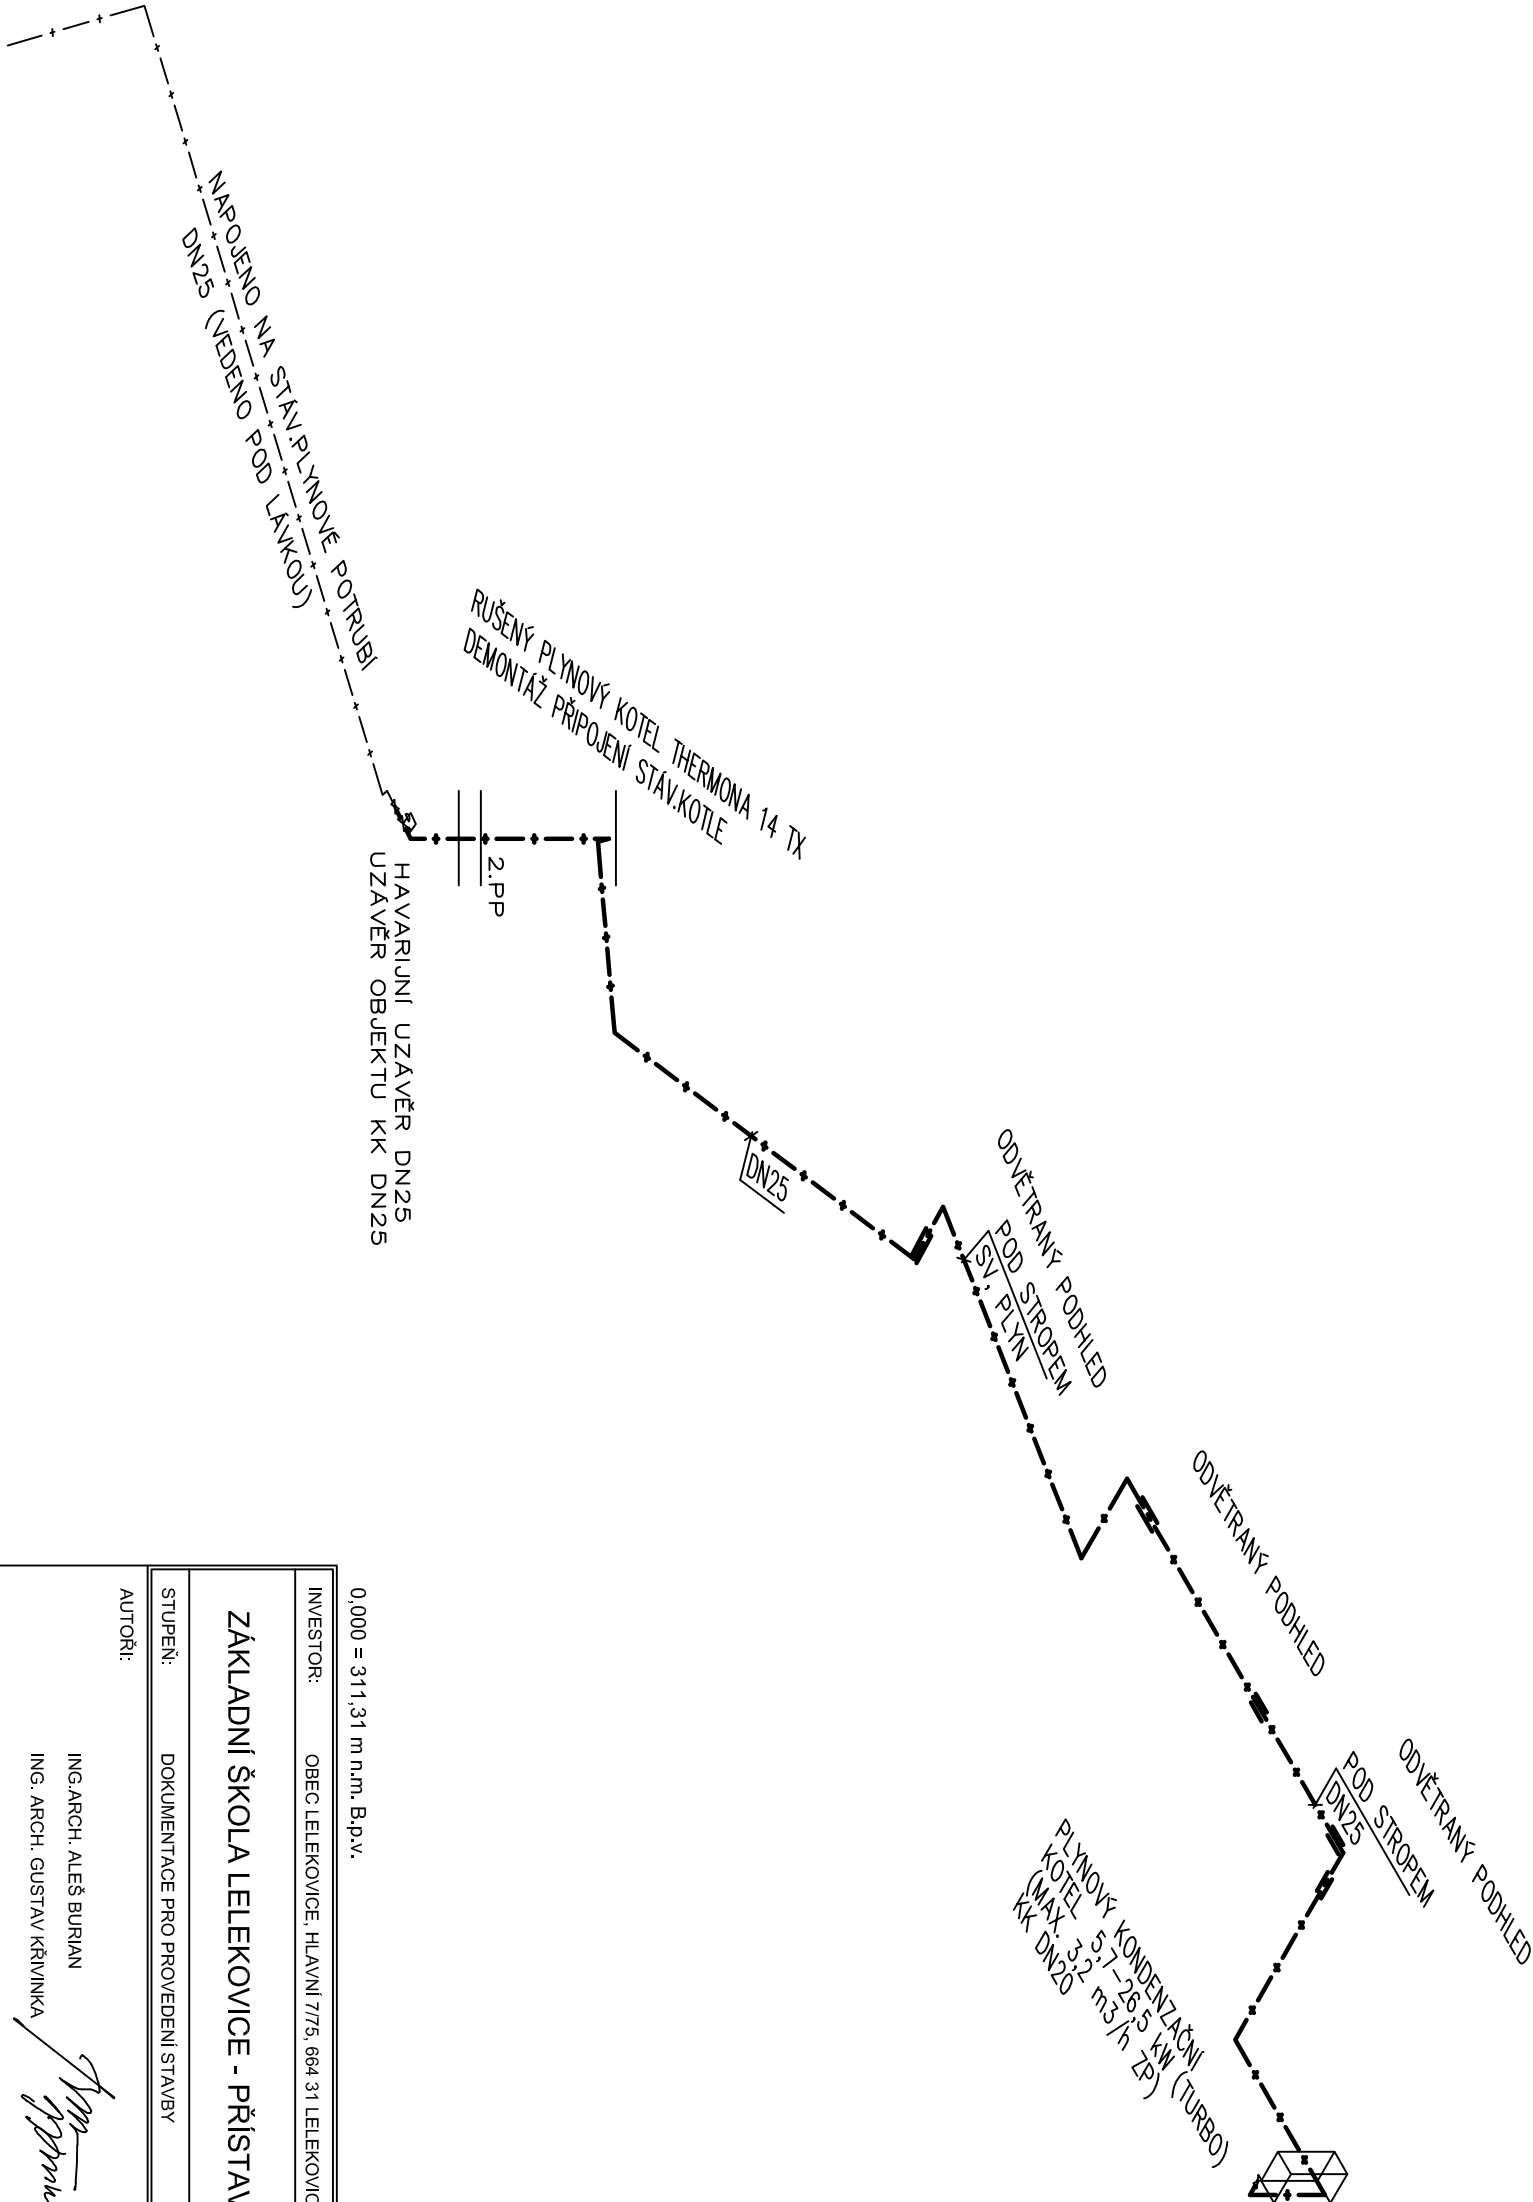 NAPOJENO NA STÁV.PLYNOVÉ POTRUBÍ
DN25 (VEDENO POD LÁVKOU)
RUŠENÝ PLYNOVÝ KOTEL THERMONA 14 TX
DEMONTÁŽ PŘIPOJENÍ STÁV.KOTLE
2.PP
HAVARIJNÍ UZÁVĚR DN25
UZÁVĚR OBJEKTU KK DN25
DN25
ODVĚTRANÝ PODHLED
POD STROPEM
SV, PLYN
ODVĚTRANÝ PODHLED
ODVĚTRANÝ PODHLED
POD STROPEM
DN25
PLYNOVÝ KONDENZAČNÍ
KOTEL 5,7-26,5 kW (TURBO)
(MAX. 3,2 m3/h ZP)
KK DN20
0,000 = 311,31 m n.m. B.p.v.
INVESTOR: OBEC LELEKOVICE, HLAVNÍ 7/75, 664 31 LELEKOVIC
ZÁKLADNÍ ŠKOLA LELEKOVICE - PŘÍSTAV
STUPEŇ: DOKUMENTACE PRO PROVEDENÍ STAVBY
AUTOŘI:
ING.ARCH. ALEŠ BURIAN
ING. ARCH. GUSTAV KŘIVINKA